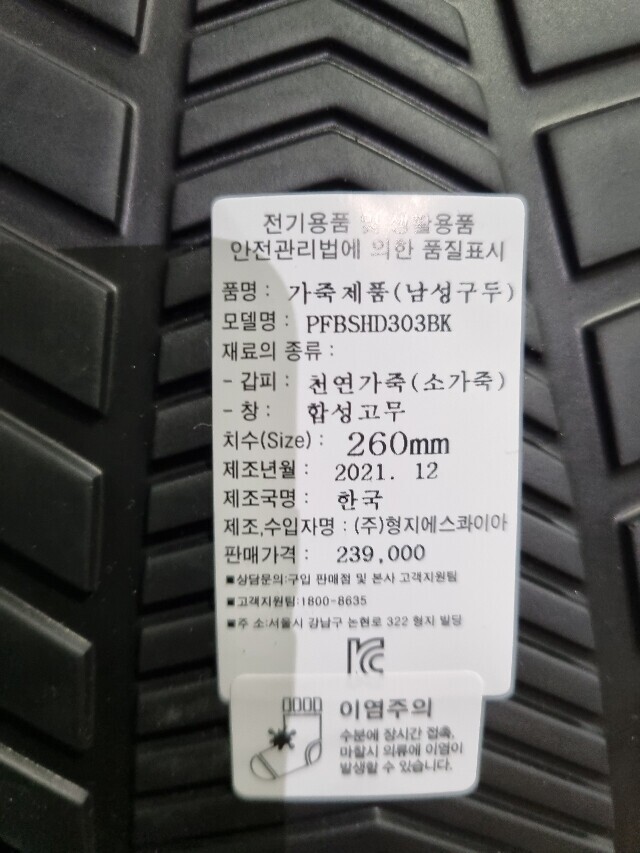 전기용품 및 생활용품
안전관리법에 의한 품질표시
품명 : 가죽제품(남성구두)
모델명 : PFBSHD303BK
재료의 종류 :
- 갑피 : 천연가죽(소가죽)
- 창 : 합성고무
치수(Size) : 260mm
제조년월 : 2021. 12
제조국명 : 한국
제조,수입자명 : (주)형지에스콰이아
판매가격 : 239,000
■상담문의:구입 판매점 및 본사 고객지원팀
■고객지원팀:1800-8635
■주 소:서울시 강남구 논현로 322 형지 빌딩
이염주의
수분에 장시간 접촉,
마찰시 의류에 이염이
발생할 수 있습니다.